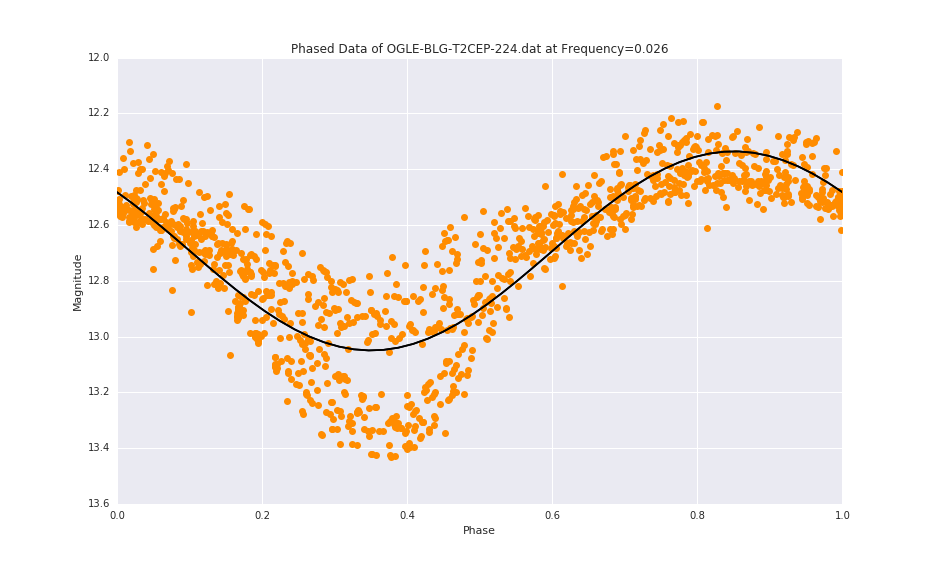 Phased Data of OGLE-BLG-T2CEP-224.dat at Frequency=0.026
12.0
12.2
12.4
12.6
12.8
13.0
13.2
13.4
13.6
Magnitude
0.0 0.2 0.4 0.6 0.8 1.0
Phase